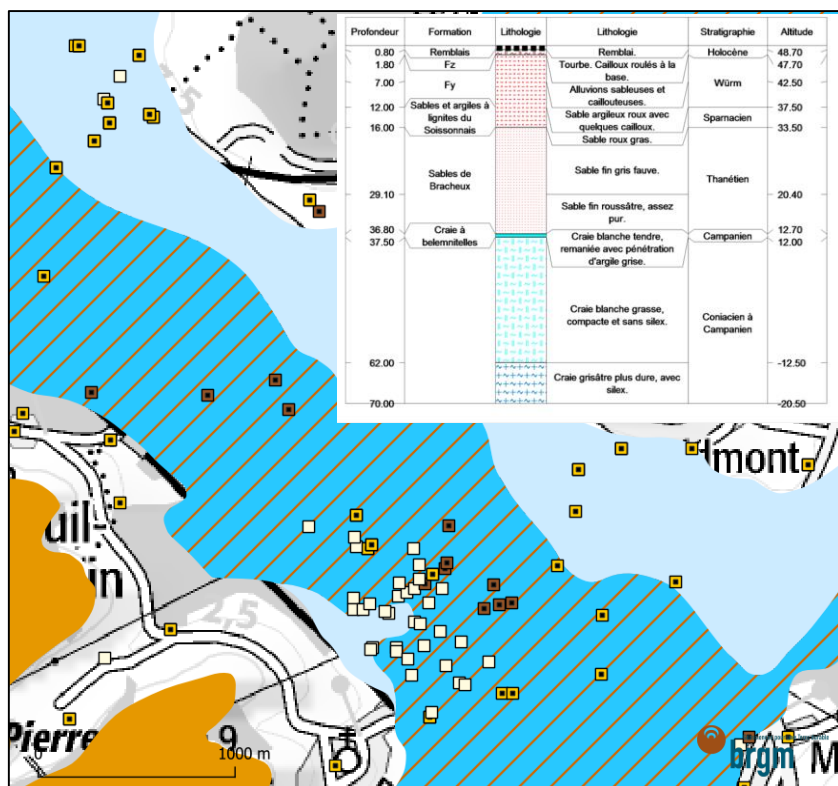 Profondeur Formation Lithologie Lithologie Stratigraphie Altitude
0.80 Remblais Remblai. Holocène 48.70
1.80 Fz Tourbe. Cailloux roulés à la base. 47.70
7.00 Fy Alluvions sableuses et caillouteuses. Würm 42.50
12.00 Sables et argiles à lignites du Soissonnais Sable argileux roux avec quelques cailloux. Sparnacien 37.50
16.00 Sable roux gras. 33.50
Sables de Bracheux Sable fin gris fauve. Thanétien
29.10 Sable fin roussâtre, assez pur. 20.40
36.80 Craie à belemnitelles Craie blanche tendre, remaniée avec pénétration d'argile grise. Campanien 12.70
37.50 12.00
Craie blanche grasse, compacte et sans silex. Coniacien à Campanien
62.00 -12.50
Craie grisâtre plus dure, avec silex.
70.00 -20.50
2,5
mont
uil-
in
2,5
Pierre
9
0
1000 m
brgm
M